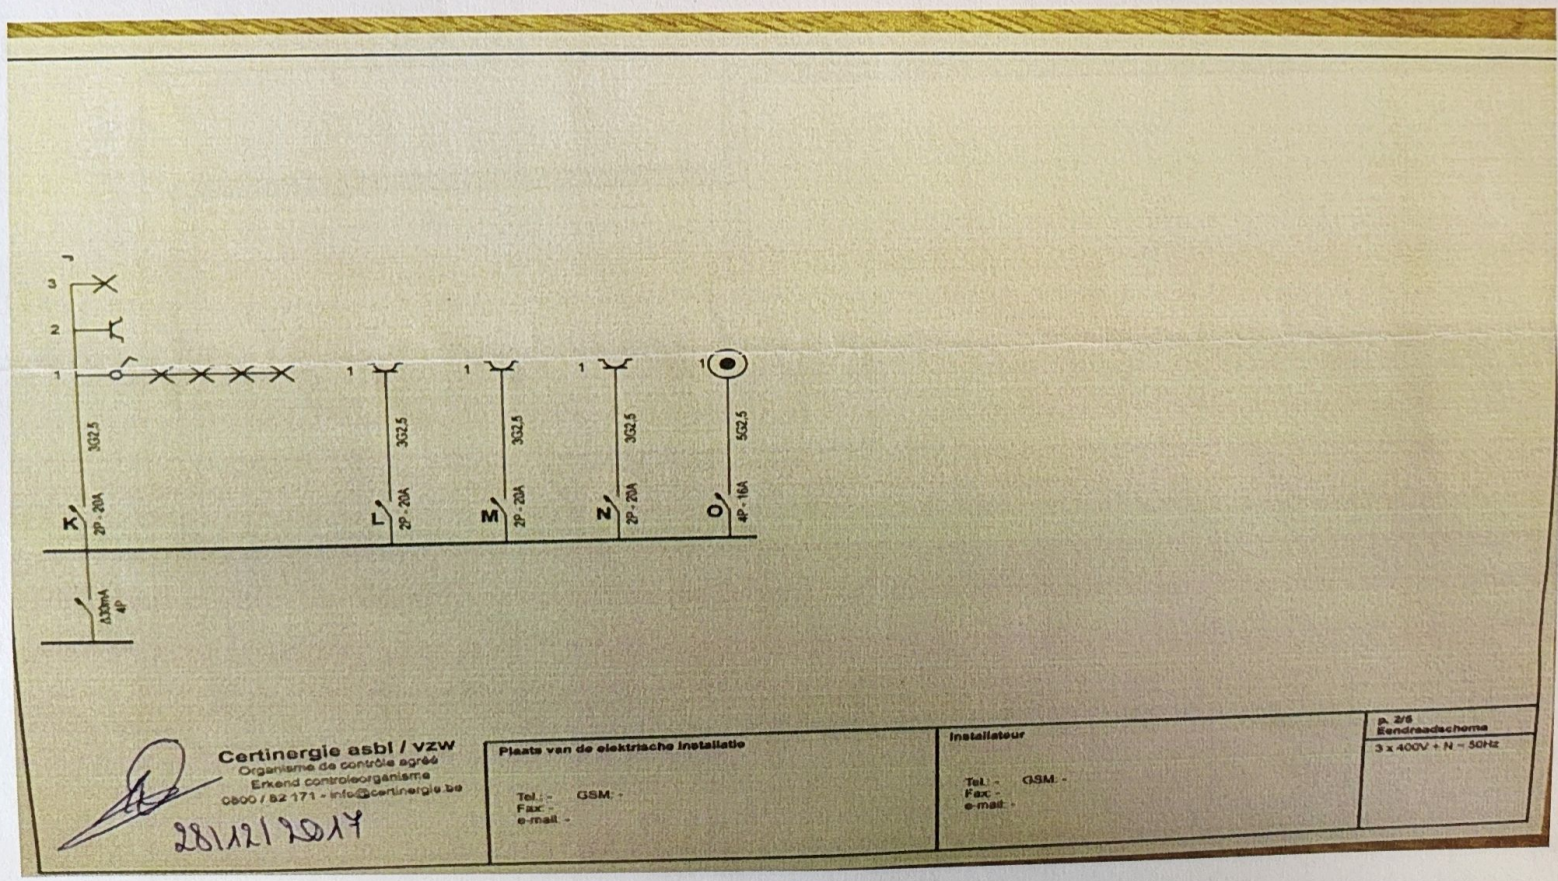 3
2
1
3G2,5
K
2P - 20A
Δ30mA
4P
1
3G2,5
L
2P - 20A
1
3G2,5
M
2P - 20A
1
3G2,5
N
2P - 20A
1
5G2,5
O
4P - 16A
Certinergie asbl / vzw
Organisme de contrôle agréé
Erkend controleorganisme
0800 / 82 171 - info@certinergie.be
28/12/2017
Plaats van de elektrische installatie
Tel.: - GSM: -
Fax: -
e-mail: -
Installateur
Tel.: - GSM: -
Fax: -
e-mail: -
Eendraadschema
3 x 400V + N ~ 50Hz